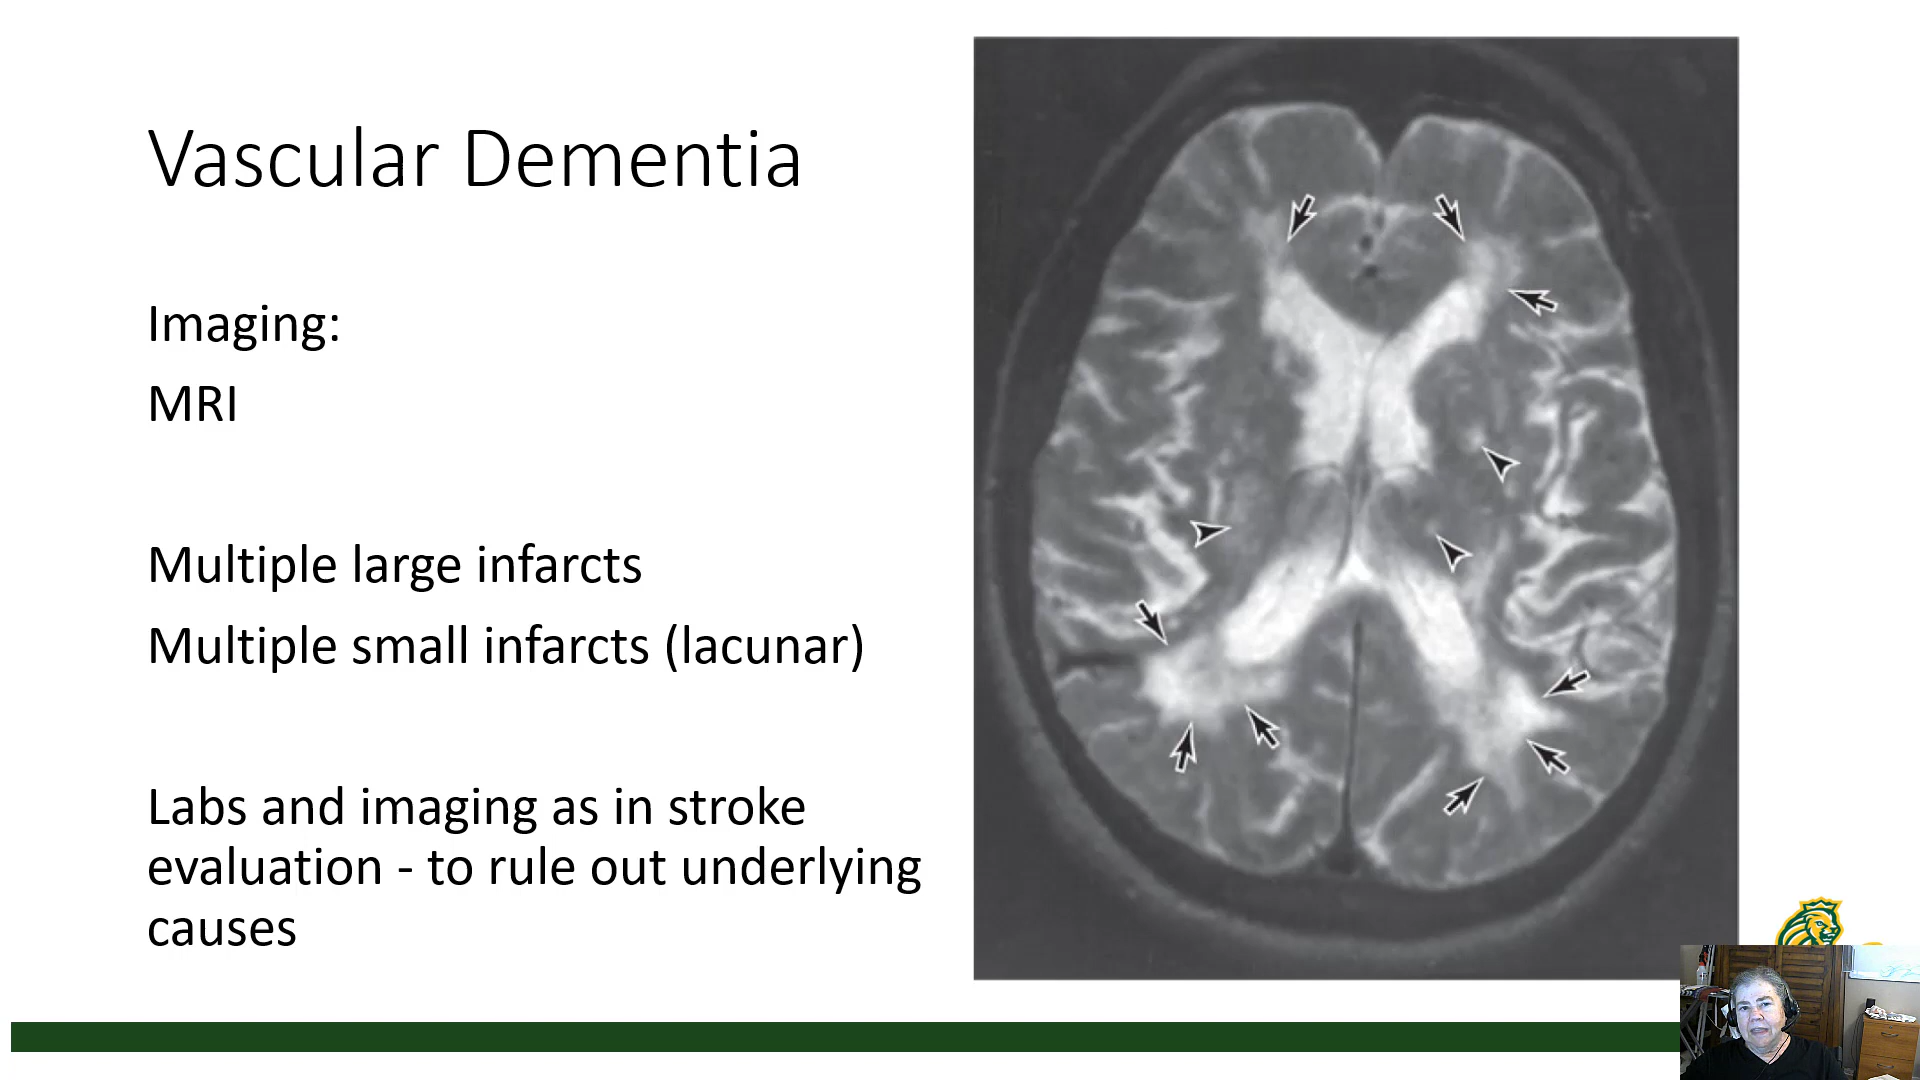 Vascular Dementia
Imaging:
MRI
Multiple large infarcts
Multiple small infarcts (lacunar)
Labs and imaging as in stroke
evaluation - to rule out underlying
causes